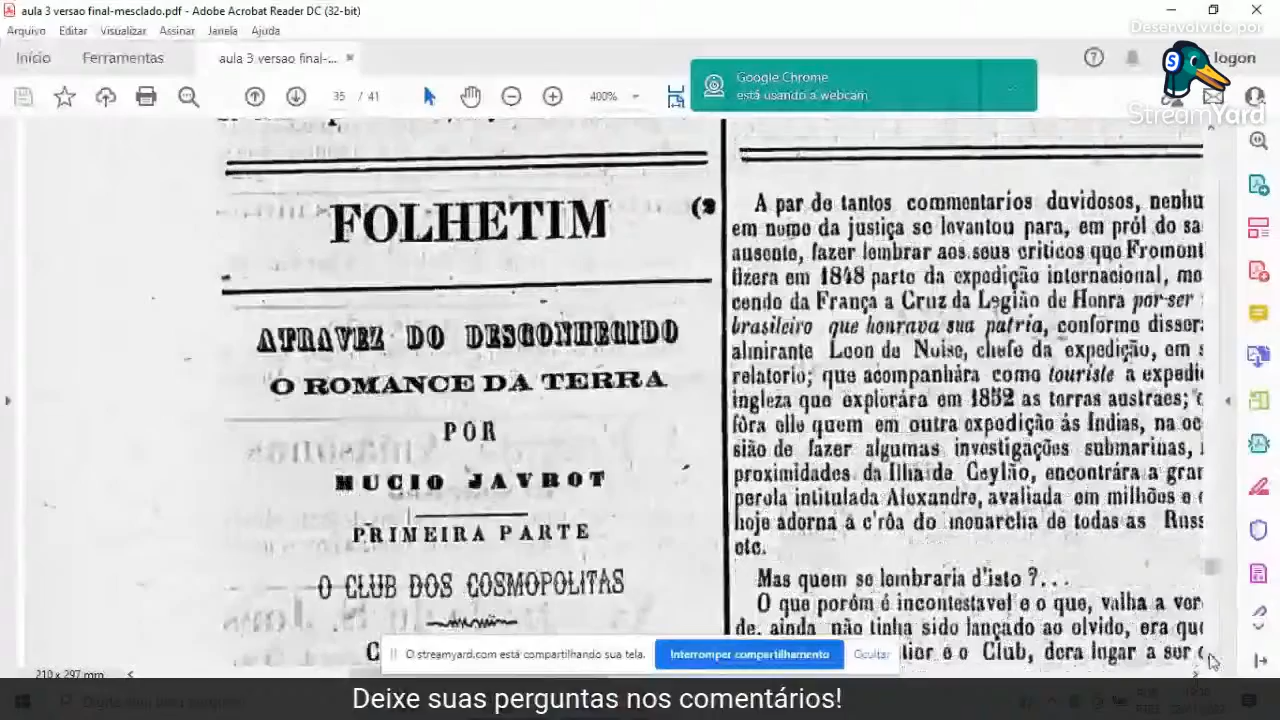 aula 3 versao final-mesclado.pdf - Adobe Acrobat Reader DC (32-bit)
Arquivo Editar Visualizar Assinar Janela Ajuda
Desenvolvido por
StreamYard
Início Ferramentas aula 3 versao final-... × logon
35 / 41 400%
Google Chrome
está usando a webcam
FOLHETIM
ATRAVEZ DO DESCONHECIDO
O ROMANCE DA TERRA
POR
MUCIO JAVROT
PRIMEIRA PARTE
O CLUB DOS COSMOPOLITAS
A par de tantos commentarios duvidosos, nenhu
em nome da justiça se levantou para, em pról do sa
ausente, fazer lembrar aos seus criticos que Fromont
fizera em 1848 parte da expedição internacional, me
cendo da França a Cruz da Legião de Honra por ser
brasileiro que honrava sua patria, conforme disser
almirante Leon de Noise, chefe da expedição, em s
relatorio; que acompanhàra como touriste a expedi
ingleza que explorára em 1852 as terras austraes;
fôra elle quem em outra expedição ás Indias, na oc
sião de fazer algumas investigações submarinas,
proximidades da Ilha de Ceylão, encontrára a gran
perola intitulada Alexandre, avaliada em milhões e
hoje adorna a c'rôa do monarcha de todas as Russ
etc.
Mas quem se lembraria d'isto ?...
O que porém é incontestavel e o que, valha a ver
de, ainda não tinha sido lançado ao olvido, era que
tior e o Club, dera lugar a ser
O streamyard.com está compartilhando sua tela. Interromper compartilhamento Ocultar
210 x 297 mm
Deixe suas perguntas nos comentários!